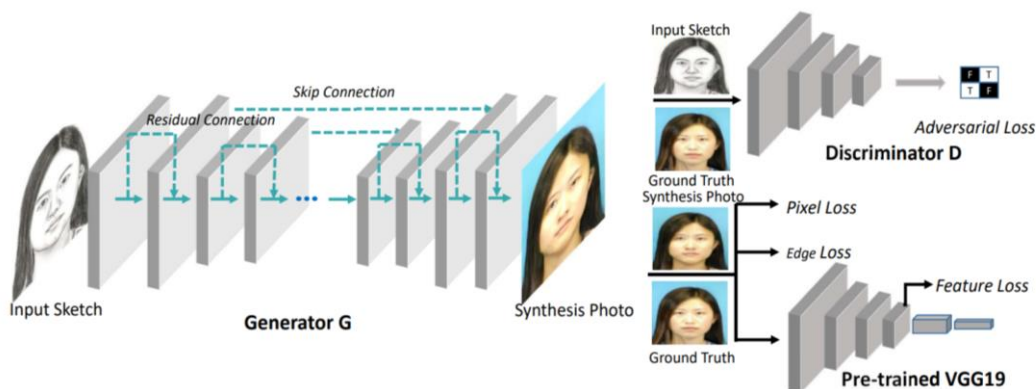 Skip Connection
Residual Connection
Input Sketch
Generator G
Synthesis Photo
Input Sketch
Ground Truth
F T
T F
Adversarial Loss
Discriminator D
Synthesis Photo
Ground Truth
Pixel Loss
Edge Loss
Feature Loss
Pre-trained VGG19